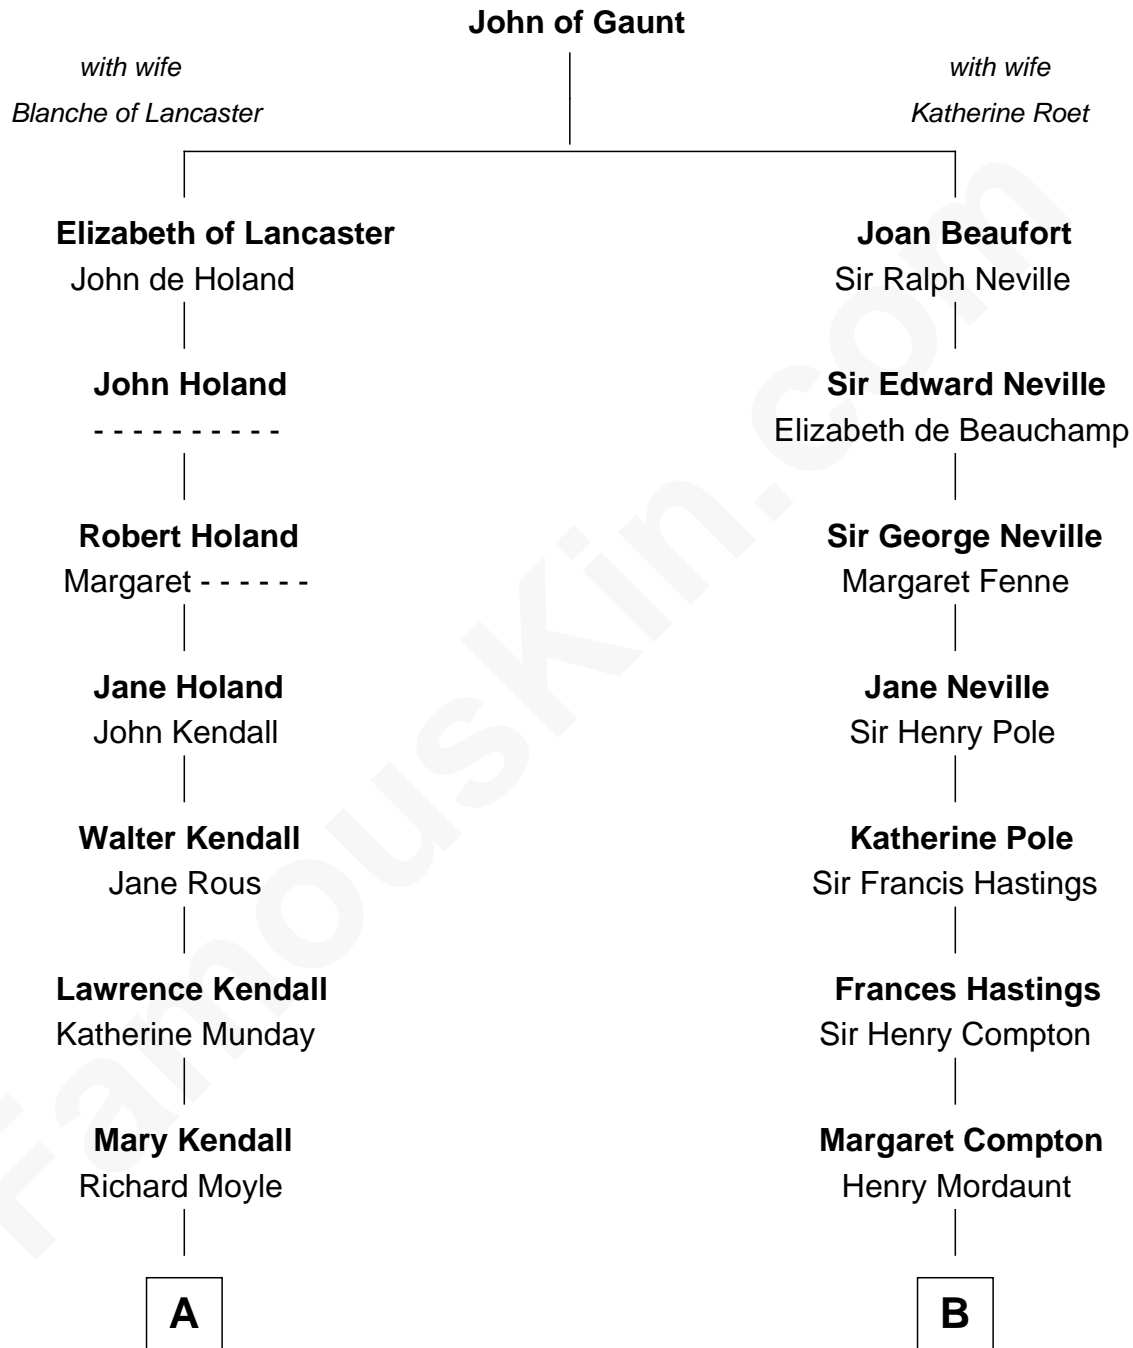 John of Gaunt
with wife
Blanche of Lancaster
with wife
Katherine Roet
Elizabeth of Lancaster
John de Holand
Joan Beaufort
Sir Ralph Neville
John Holand
- - - - - - - - - -
Sir Edward Neville
Elizabeth de Beauchamp
Robert Holand
Margaret - - - - - -
Sir George Neville
Margaret Fenne
Jane Holand
John Kendall
Jane Neville
Sir Henry Pole
Walter Kendall
Jane Rous
Katherine Pole
Sir Francis Hastings
Lawrence Kendall
Katherine Munday
Frances Hastings
Sir Henry Compton
Mary Kendall
Richard Moyle
Margaret Compton
Henry Mordaunt
A
B
FamousKin.com